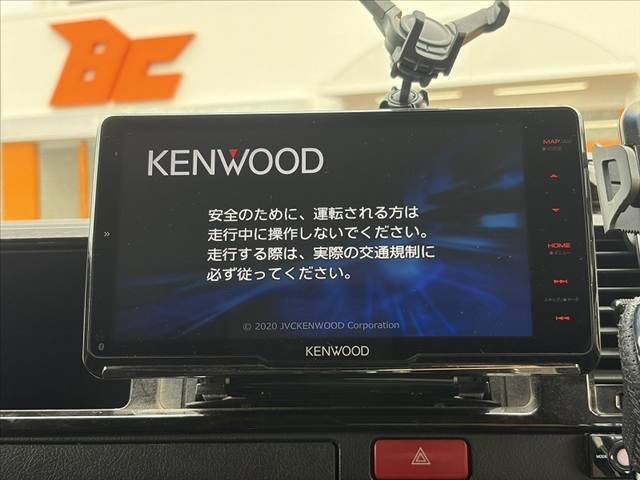 BC
KENWOOD
安全のために、運転される方は
走行中に操作しないでください。
走行する際は、実際の交通規制に
必ず従ってください。
© 2020 JVCKENWOOD Corporation
KENWOOD
MAP
HOME
MODE